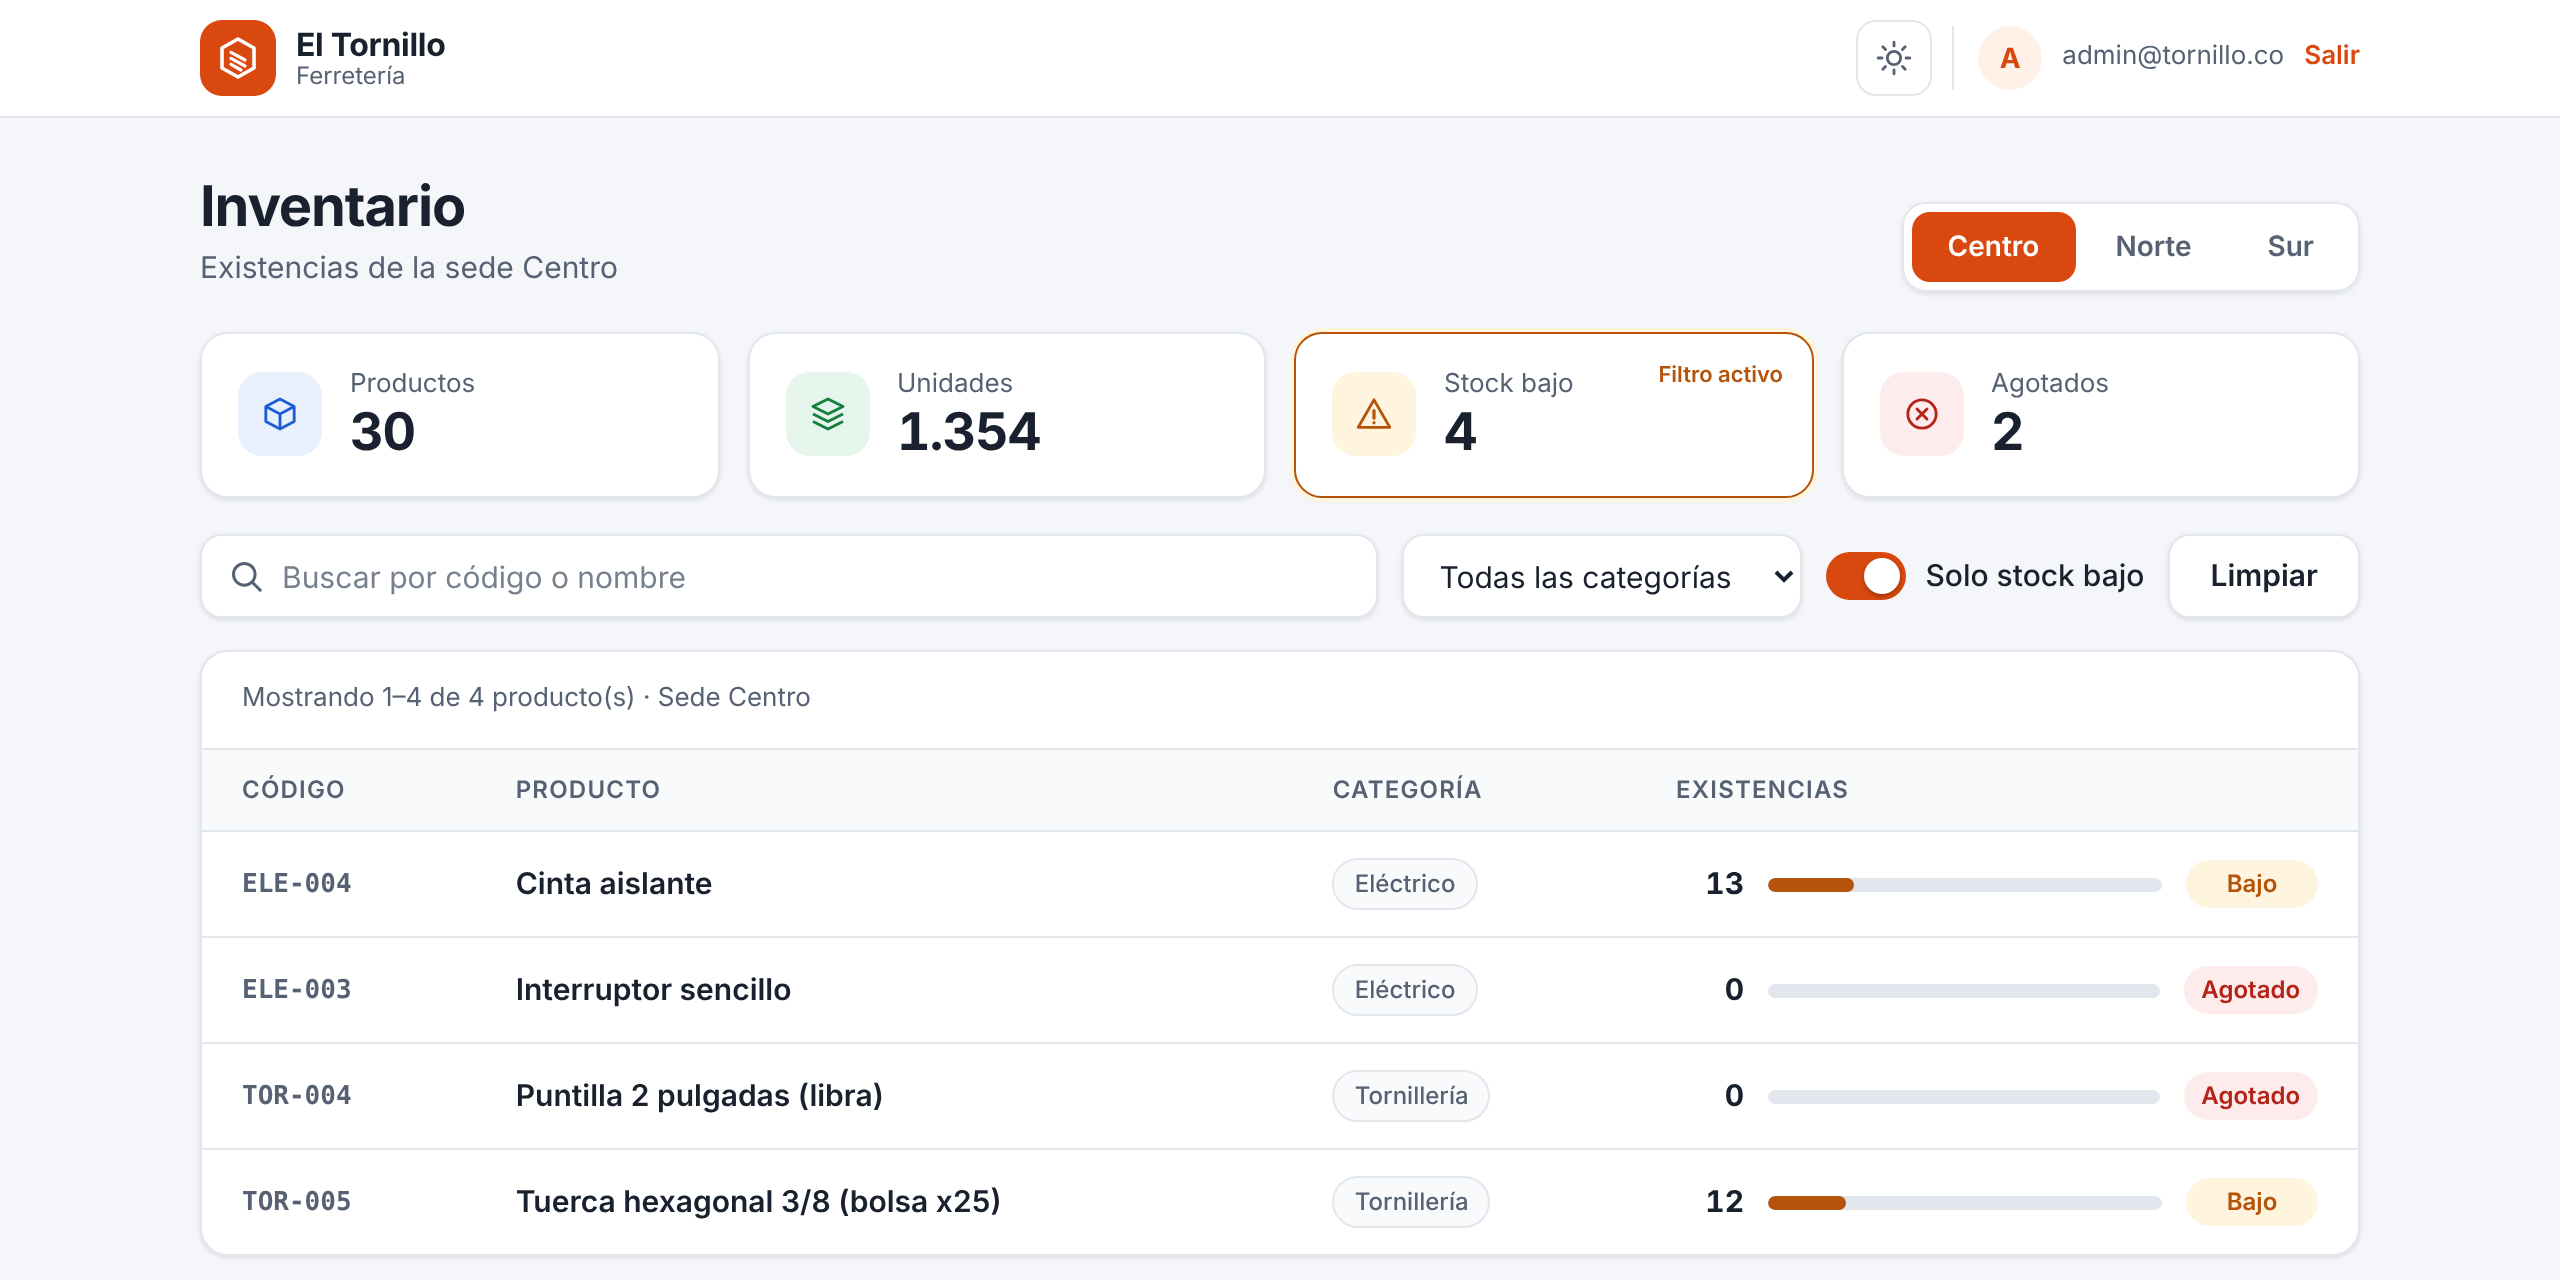 El Tornillo
Ferretería
A admin@tornillo.co Salir
Inventario
Existencias de la sede Centro
Centro Norte Sur
Productos
30
Unidades
1.354
Stock bajo
4
Filtro activo
Agotados
2
Buscar por código o nombre
Todas las categorías
Solo stock bajo
Limpiar
Mostrando 1–4 de 4 producto(s) · Sede Centro
CÓDIGO PRODUCTO CATEGORÍA EXISTENCIAS
ELE-004 Cinta aislante Eléctrico 13 Bajo
ELE-003 Interruptor sencillo Eléctrico 0 Agotado
TOR-004 Puntilla 2 pulgadas (libra) Tornillería 0 Agotado
TOR-005 Tuerca hexagonal 3/8 (bolsa x25) Tornillería 12 Bajo